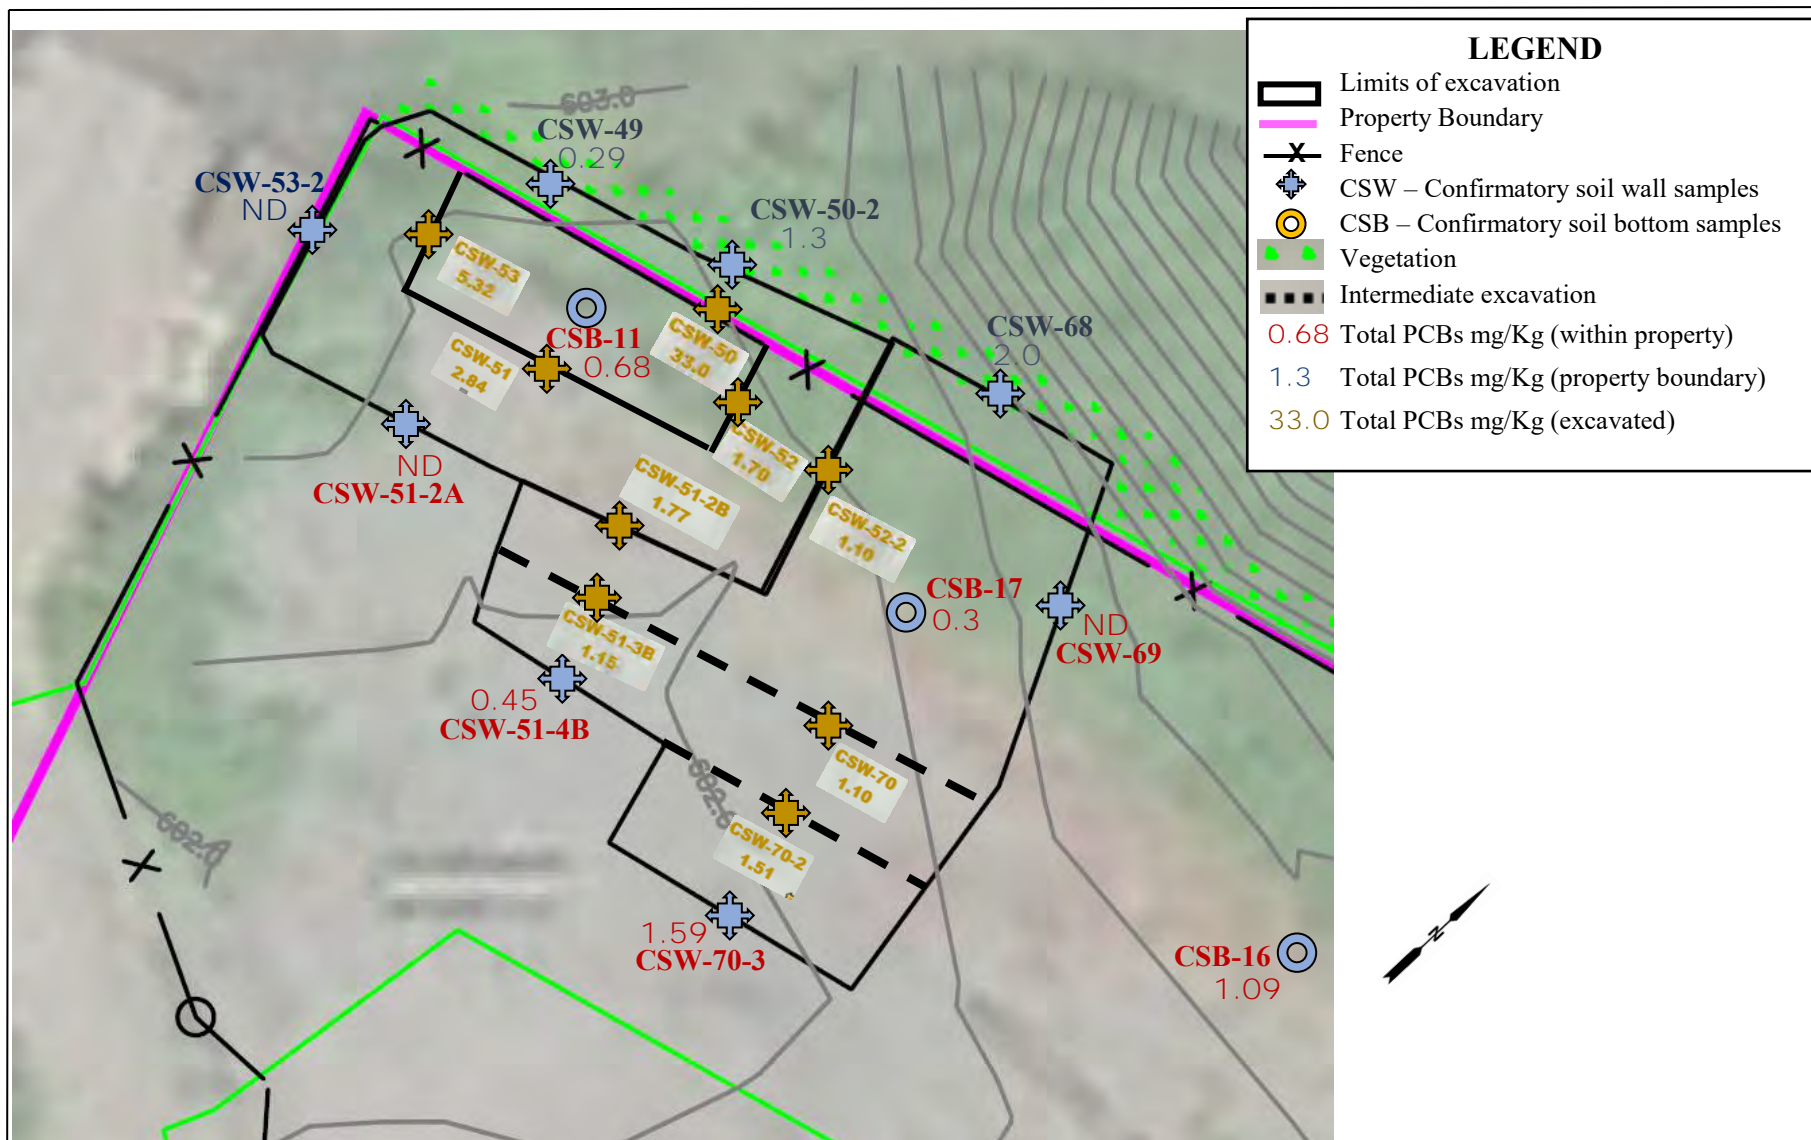 LEGEND
Limits of excavation
Property Boundary
X Fence
CSW – Confirmatory soil wall samples
CSB – Confirmatory soil bottom samples
Vegetation
Intermediate excavation
0.68 Total PCBs mg/Kg (within property)
1.3 Total PCBs mg/Kg (property boundary)
33.0 Total PCBs mg/Kg (excavated)
603.0
CSW-49
0.29
CSW-53-2
ND
CSW-50-2
1.3
CSW-53
5.32
CSB-11
0.68
CSW-50
33.0
CSW-68
2.0
CSW-51
2.84
CSW-52
1.70
ND
CSW-51-2A
CSW-51-2B
1.77
CSW-52-2
1.10
CSB-17
0.3
ND
CSW-69
CSW-51-3B
1.15
0.45
CSW-51-4B
CSW-70
1.10
602.0
602.0
CSW-70-2
1.51
1.59
CSW-70-3
CSB-16
1.09
N